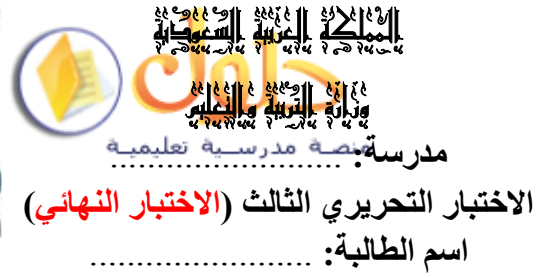 المملكة العربية السعودية
حلول
وزارة التربية والتعليم
منصة مدرسية تعليمية
مدرسة: ........................
الاختبار التحريري الثالث (الاختبار النهائي)
اسم الطالبة: .......................